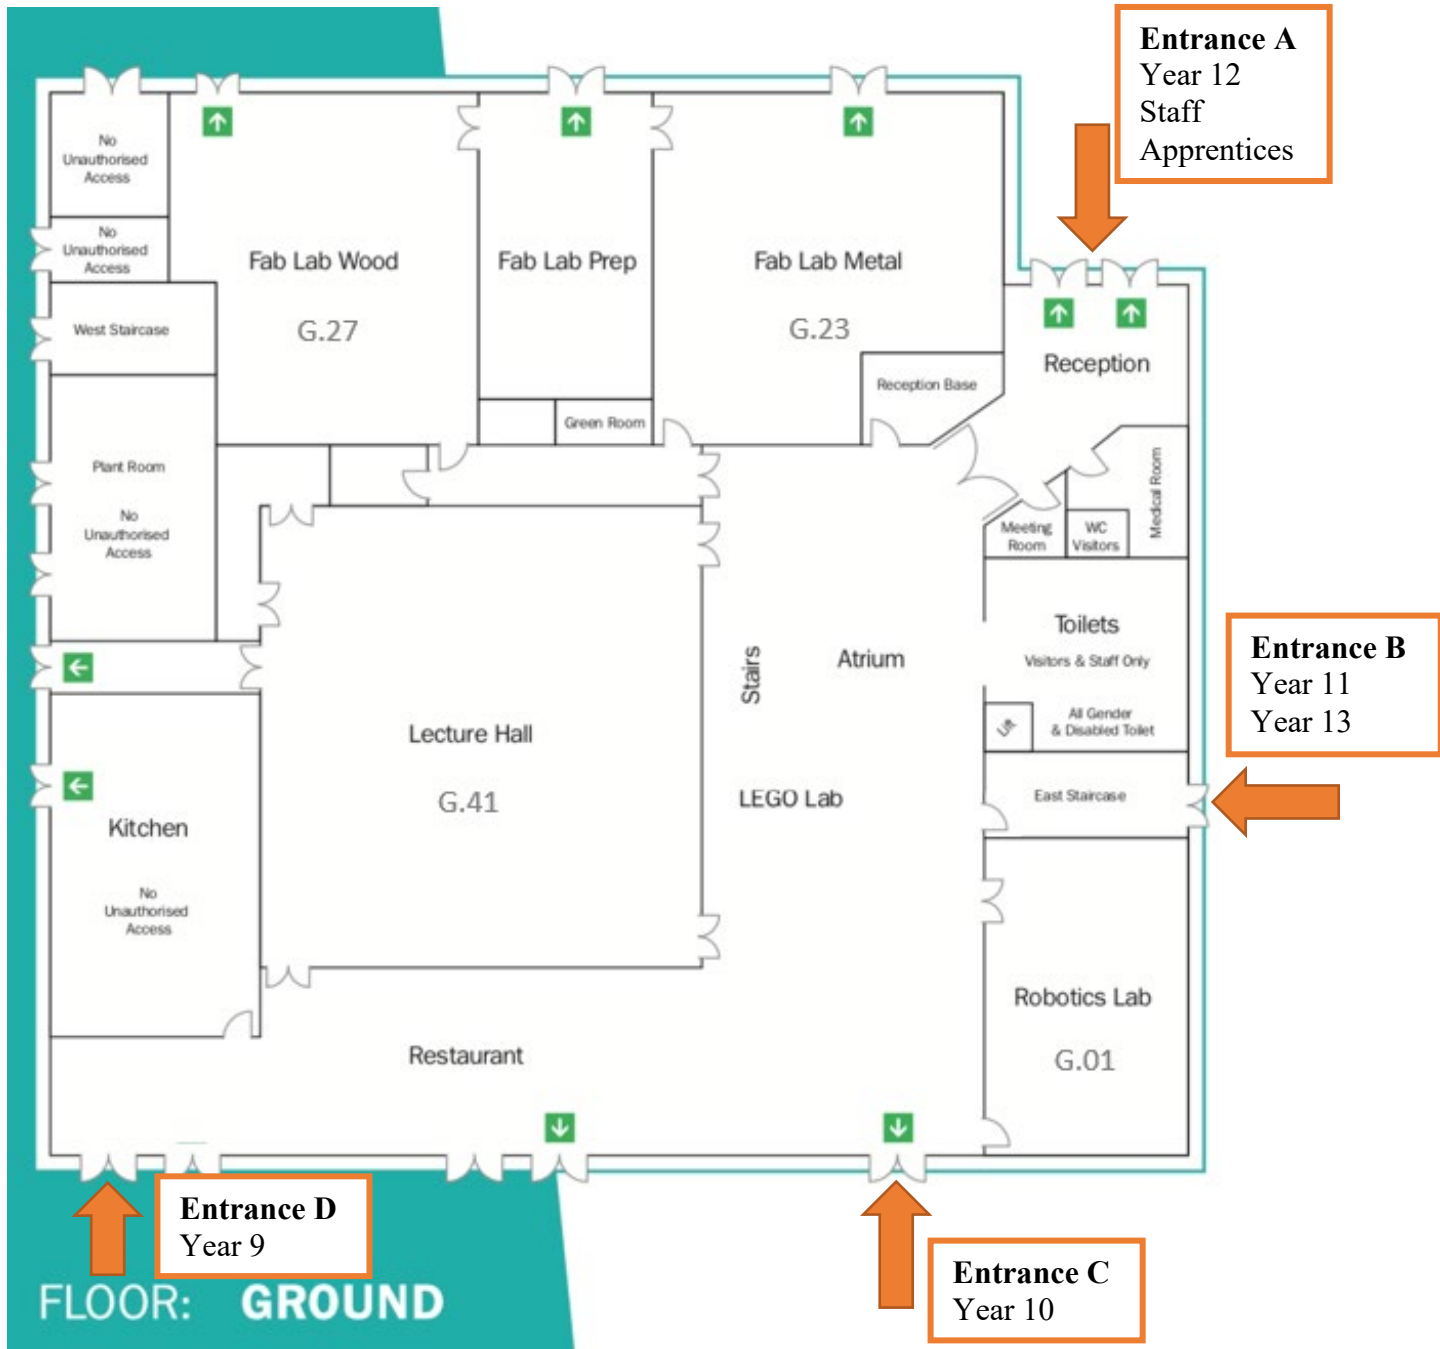 Entrance A
Year 12
Staff
Apprentices
No
Unauthorised
Access
No
Unauthorised
Access
West Staircase
Fab Lab Wood
G.27
Fab Lab Prep
Green Room
Fab Lab Metal
G.23
Reception Base
Reception
Plant Room
No
Unauthorised
Access
Meeting
Room
WC
Visitors
Medical Room
Toilets
Visitors & Staff Only
All Gender
& Disabled Toilet
Lift
Stairs
Atrium
Entrance B
Year 11
Year 13
Lecture Hall
G.41
LEGO Lab
East Staircase
Kitchen
No
Unauthorised
Access
Robotics Lab
G.01
Restaurant
Entrance D
Year 9
Entrance C
Year 10
FLOOR: GROUND